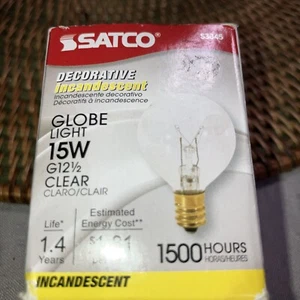 SATCO
S3845
DECORATIVE
incandescent
incandescente decorativo
Décoratifs à incandescence
GLOBE
LIGHT
15W
G12½
CLEAR
CLARO/CLAIR
Life* Estimated
Energy Cost**
1.4
Years
1500 HOURS
HORAS/HEURES
INCANDESCENT